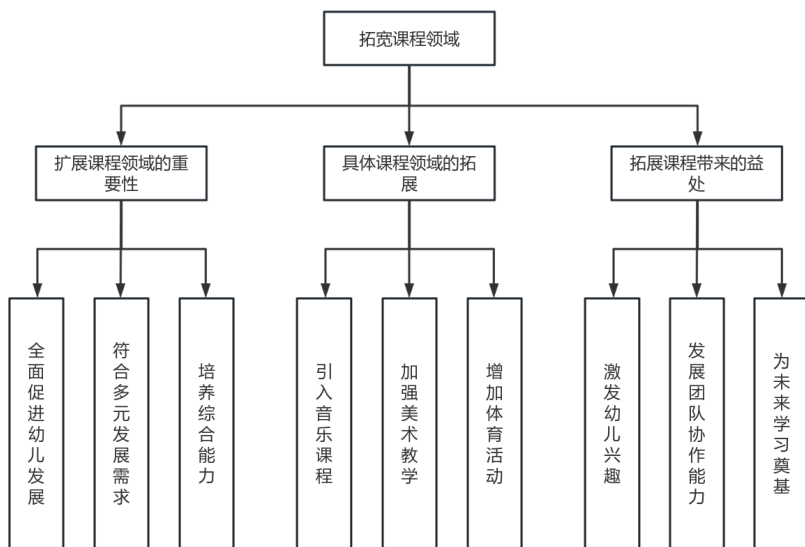 拓宽课程领域
扩展课程领域的重
要性
具体课程领域的拓
展
拓展课程带来的益
处
全面促进幼儿发展
符合多元发展需求
培养综合能力
引入音乐课程
加强美术教学
增加体育活动
激发幼儿兴趣
发展团队协作能力
为未来学习奠基